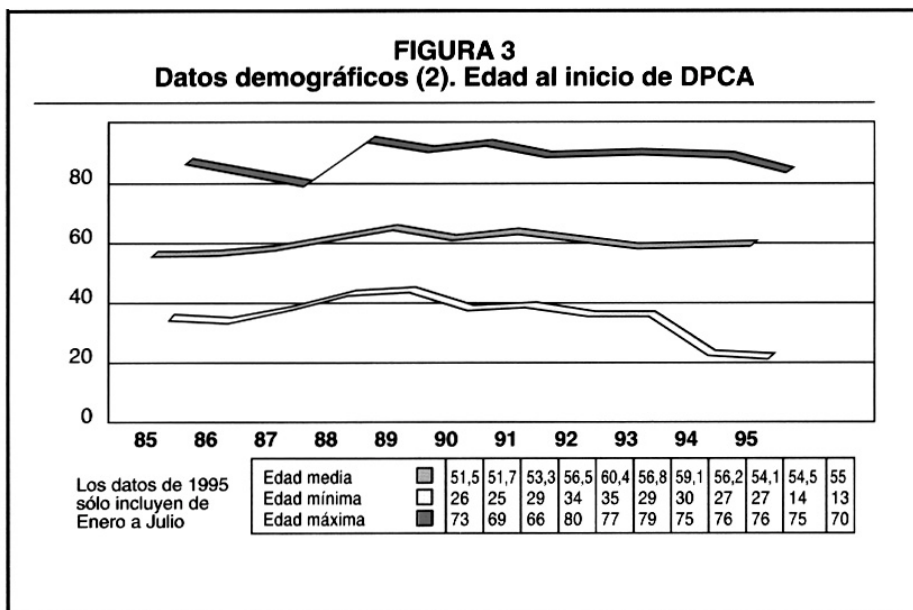 FIGURA 3
Datos demográficos (2). Edad al inicio de DPCA
80
60
40
20
0
85 86 87 88 89 90 91 92 93 94 95
Los datos de 1995
sólo incluyen de
Enero a Julio
Edad media 51,5 51,7 53,3 56,5 60,4 56,8 59,1 56,2 54,1 54,5 55
Edad mínima 26 25 29 34 35 29 30 27 27 14 13
Edad máxima 73 69 66 80 77 79 75 76 76 75 70